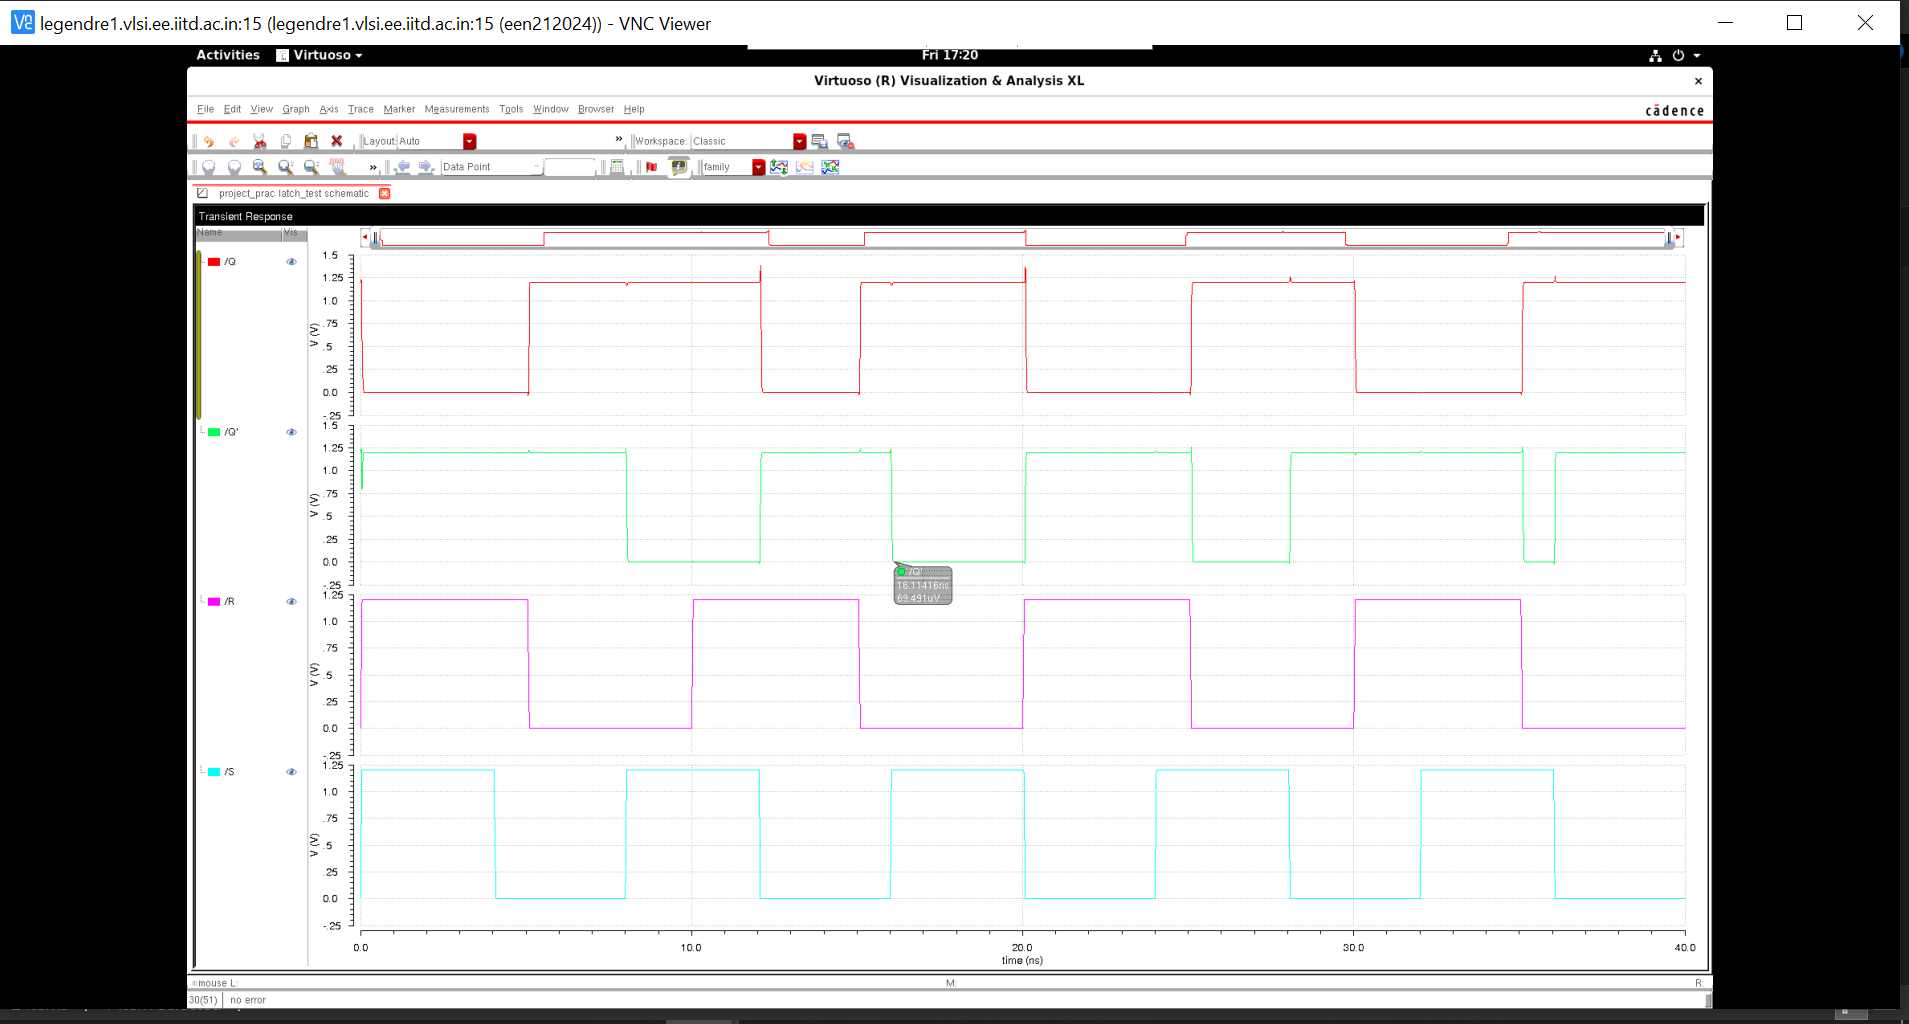 legendre1.vlsi.ee.iitd.ac.in:15 (legendre1.vlsi.ee.iitd.ac.in:15 (een212024)) - VNC Viewer
Activities Virtuoso Fri 17:20
Virtuoso (R) Visualization & Analysis XL
File Edit View Graph Axis Trace Marker Measurements Tools Window Browser Help cādence
Layout: Auto » Workspace: Classic
» Data Point family
project_prac latch_test schematic
Transient Response
Name Vis
/Q
1.5
1.25
1.0
.75
.5
.25
0.0
-.25
V (V)
/Q'
1.5
1.25
1.0
.75
.5
.25
0.0
-.25
V (V)
/Q'
16.11416ns
69.491uV
/R
1.25
1.0
.75
.5
.25
0.0
-.25
V (V)
/S
1.25
1.0
.75
.5
.25
0.0
-.25
V (V)
0.0 10.0 20.0 30.0 40.0
time (ns)
mouse L: M: R:
30(51) no error